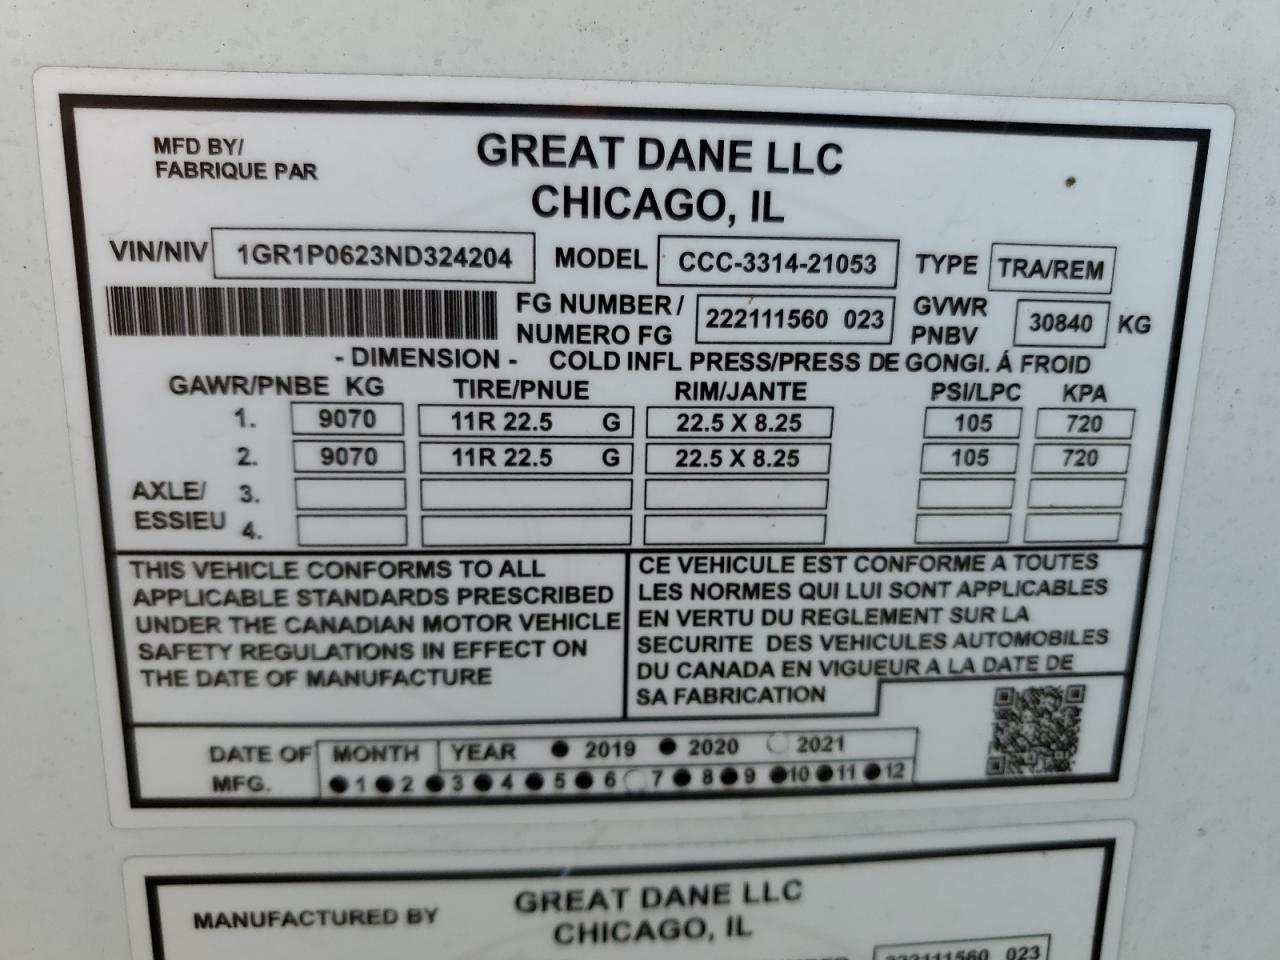 MFD BY/
FABRIQUE PAR
GREAT DANE LLC
CHICAGO, IL
VIN/NIV 1GR1P0623ND324204 MODEL CCC-3314-21053 TYPE TRA/REM
FG NUMBER/
NUMERO FG
222111560 023
GVWR
PNBV
30840 KG
- DIMENSION - COLD INFL PRESS/PRESS DE GONGI. Á FROID
GAWR/PNBE KG TIRE/PNUE RIM/JANTE PSI/LPC KPA
1. 9070 11R 22.5 G 22.5 X 8.25 105 720
2. 9070 11R 22.5 G 22.5 X 8.25 105 720
AXLE/
ESSIEU
3.
4.
THIS VEHICLE CONFORMS TO ALL
APPLICABLE STANDARDS PRESCRIBED
UNDER THE CANADIAN MOTOR VEHICLE
SAFETY REGULATIONS IN EFFECT ON
THE DATE OF MANUFACTURE
CE VEHICULE EST CONFORME A TOUTES
LES NORMES QUI LUI SONT APPLICABLES
EN VERTU DU REGLEMENT SUR LA
SECURITE DES VEHICULES AUTOMOBILES
DU CANADA EN VIGUEUR A LA DATE DE
SA FABRICATION
DATE OF
MFG.
MONTH YEAR 2019 2020 2021
1 2 3 4 5 6 7 8 9 10 11 12
MANUFACTURED BY
GREAT DANE LLC
CHICAGO, IL
222111560 023